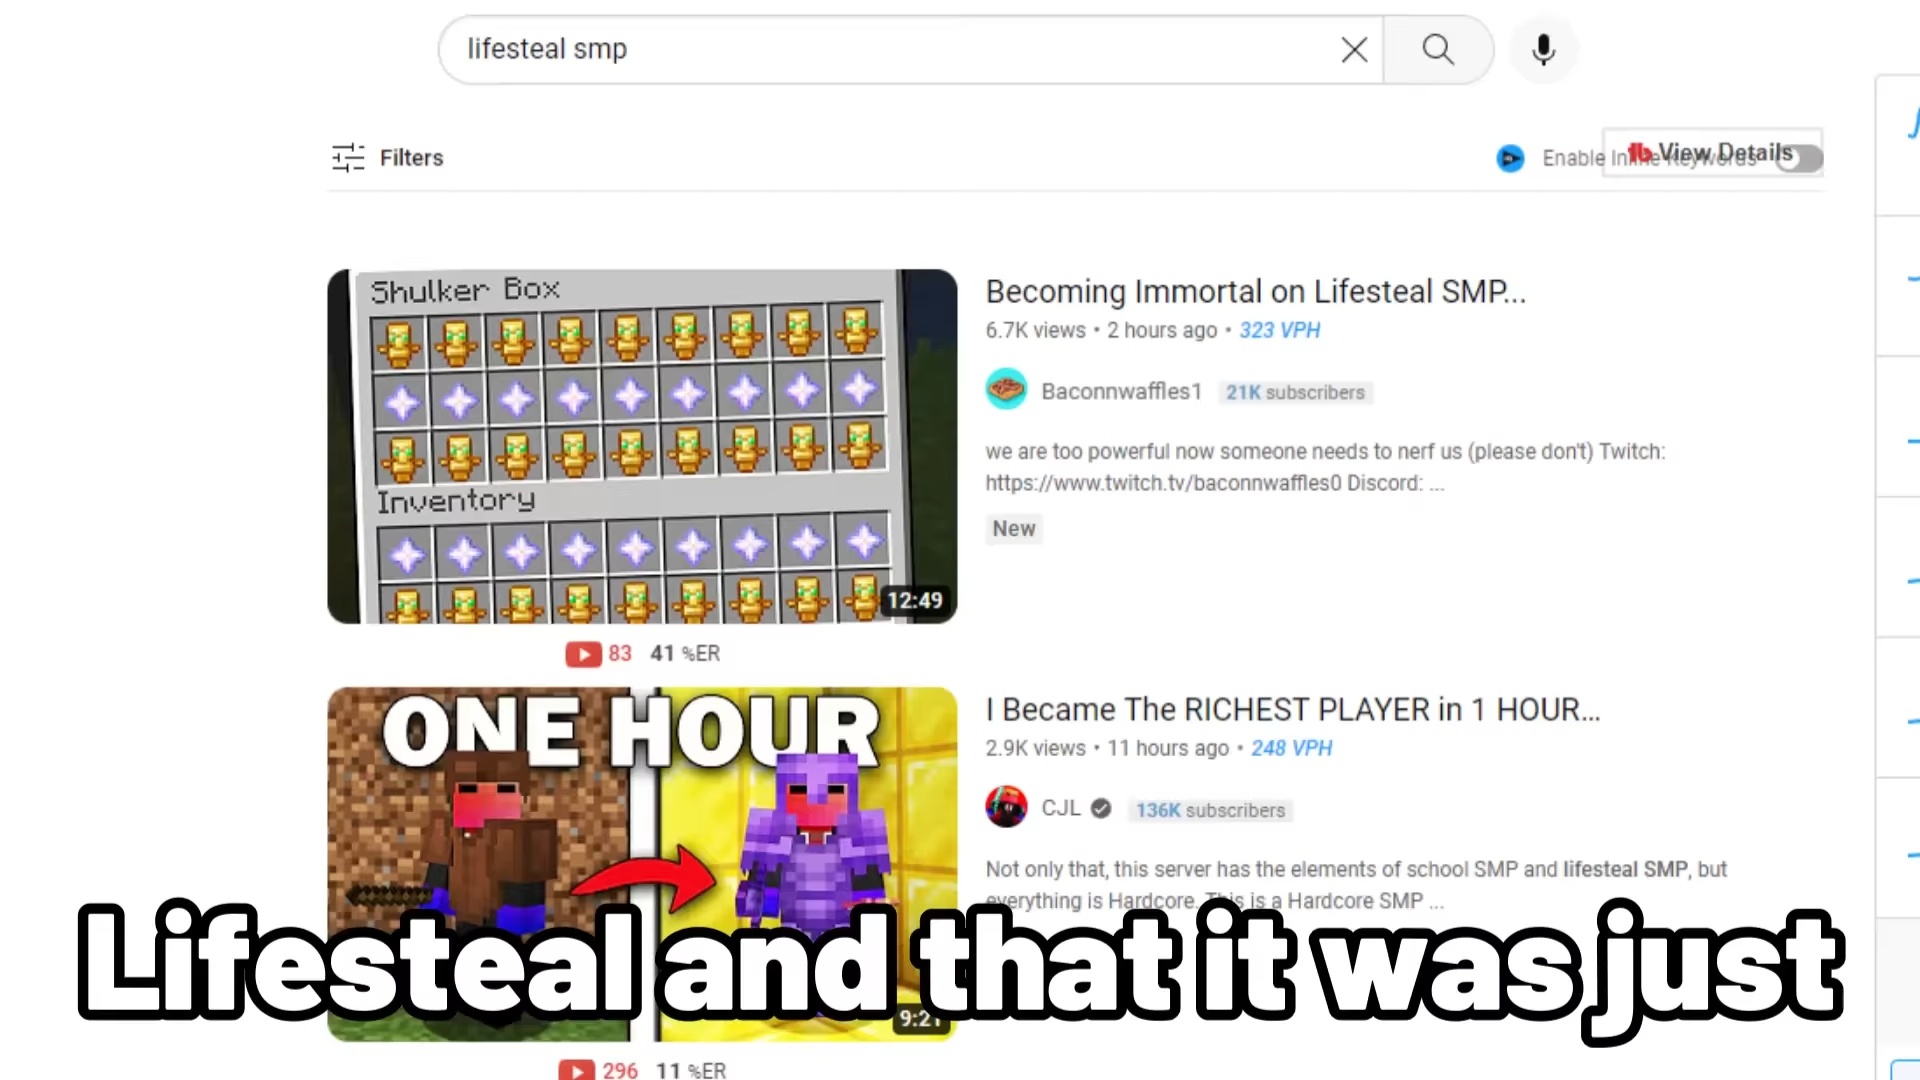 lifesteal smp
Filters
Enable Inline Keywords
View Details
Shulker Box
Inventory
12:49
83 41 %ER
Becoming Immortal on Lifesteal SMP...
6.7K views • 2 hours ago • 323 VPH
Baconnwaffles1 21K subscribers
we are too powerful now someone needs to nerf us (please don't) Twitch:
https://www.twitch.tv/baconnwaffles0 Discord: ...
New
ONE HOUR
9:21
296 11 %ER
I Became The RICHEST PLAYER in 1 HOUR...
2.9K views • 11 hours ago • 248 VPH
CJL 136K subscribers
Not only that, this server has the elements of school SMP and lifesteal SMP, but
everything is Hardcore. This is a Hardcore SMP ...
Lifesteal and that it was just